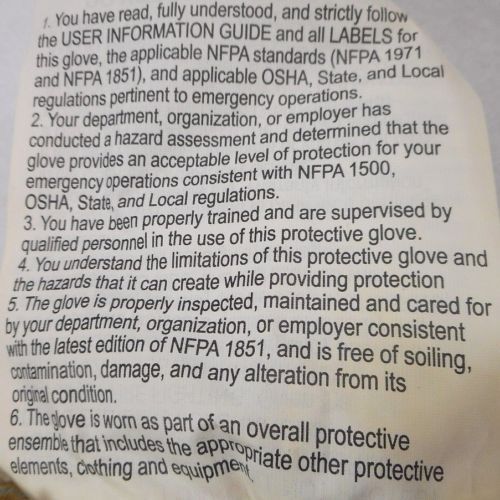 1. You have read, fully understood, and strictly follow
the USER INFORMATION GUIDE and all LABELS for
this glove, the applicable NFPA standards (NFPA 1971
and NFPA 1851), and applicable OSHA, State, and Local
regulations pertinent to emergency operations.
2. Your department, organization, or employer has
conducted a hazard assessment and determined that the
glove provides an acceptable level of protection for your
emergency operations consistent with NFPA 1500,
OSHA, State, and Local regulations.
3. You have been properly trained and are supervised by
qualified personnel in the use of this protective glove.
4. You understand the limitations of this protective glove and
the hazards that it can create while providing protection
5. The glove is properly inspected, maintained and cared for
by your department, organization, or employer consistent
with the latest edition of NFPA 1851, and is free of soiling,
contamination, damage, and any alteration from its
original condition.
6. The glove is worn as part of an overall protective
ensemble that includes the appropriate other protective
elements, clothing and equipment.